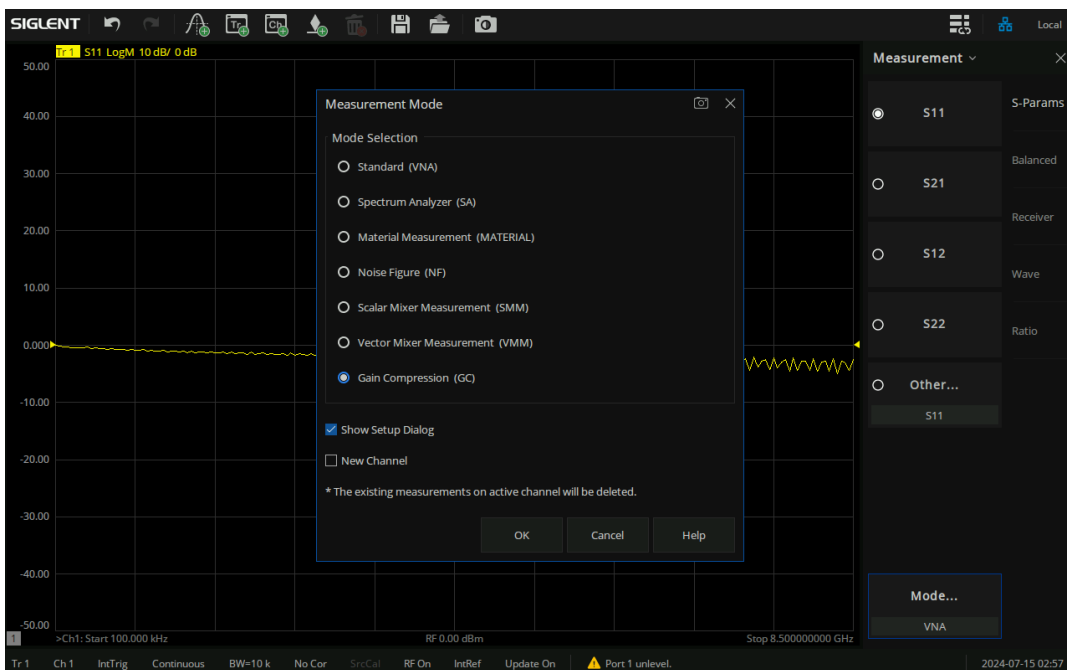 SIGLENT
Tr
Ch
Local
Tr 1 S11 LogM 10 dB/ 0 dB
50.00
40.00
30.00
20.00
10.00
0.000
-10.00
-20.00
-30.00
-40.00
-50.00
1
>Ch1: Start 100.000 kHz
RF 0.00 dBm
Stop 8.500000000 GHz
Measurement Mode
Mode Selection
Standard (VNA)
Spectrum Analyzer (SA)
Material Measurement (MATERIAL)
Noise Figure (NF)
Scalar Mixer Measurement (SMM)
Vector Mixer Measurement (VMM)
Gain Compression (GC)
Show Setup Dialog
New Channel
* The existing measurements on active channel will be deleted.
OK
Cancel
Help
Measurement
S11
S21
S12
S22
Other...
S11
Mode...
VNA
S-Params
Balanced
Receiver
Wave
Ratio
Tr 1 Ch 1 IntTrig Continuous BW=10 k No Cor SrcCal RF On IntRef Update On Port 1 unlevel. 2024-07-15 02:57